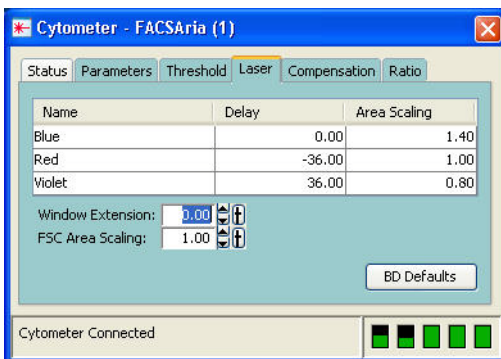 Cytometer - FACSAria (1)
Status Parameters Threshold Laser Compensation Ratio
Name Delay Area Scaling
Blue 0.00 1.40
Red -36.00 1.00
Violet 36.00 0.80
Window Extension: 0.00
FSC Area Scaling: 1.00
BD Defaults
Cytometer Connected